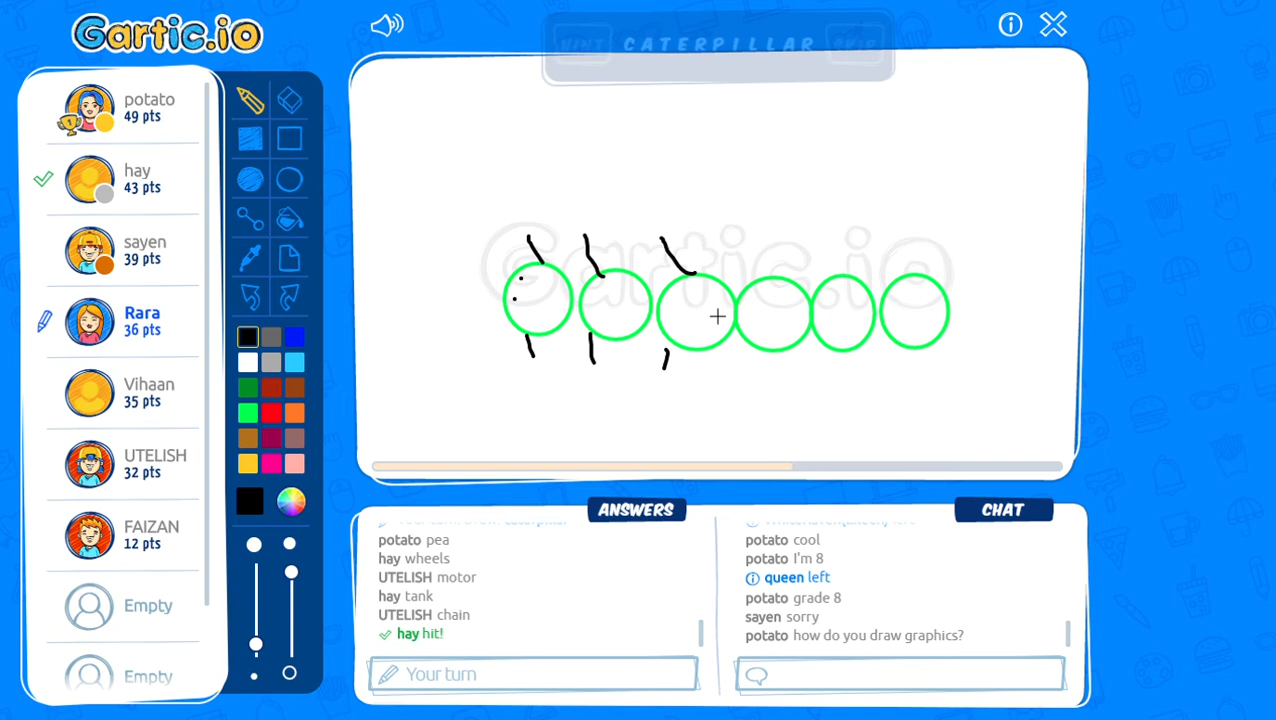 Gartic.io
HINT CATERPILLAR SKIP
potato
49 pts
hay
43 pts
sayen
39 pts
Rara
36 pts
Vihaan
35 pts
UTELISH
32 pts
FAIZAN
12 pts
Empty
Empty
Gartic.io
ANSWERS
potato pea
hay wheels
UTELISH motor
hay tank
UTELISH chain
hay hit!
Your turn
CHAT
potato cool
potato I'm 8
queen left
potato grade 8
sayen sorry
potato how do you draw graphics?